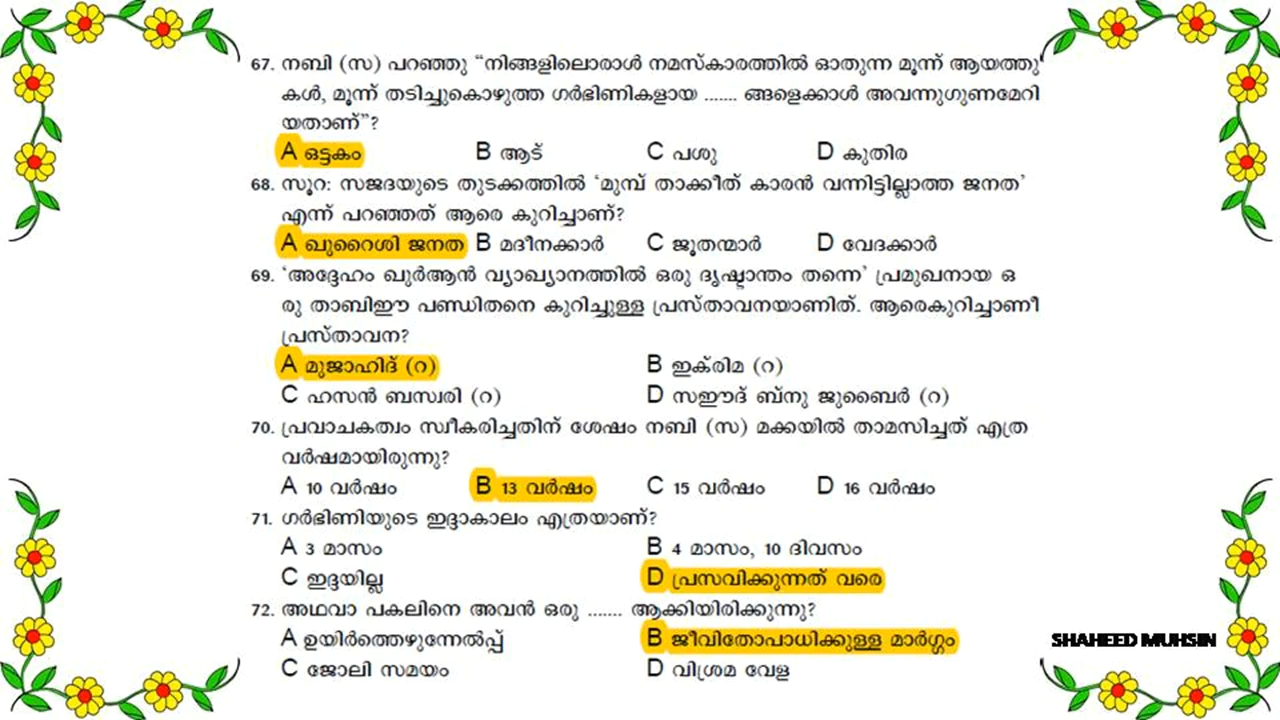 67. നബി (സ) പറഞ്ഞു “നിങ്ങളിലൊരാൾ നമസ്കാരത്തിൽ ഓതുന്ന മൂന്ന് ആയത്തു
കൾ, മൂന്ന് തടിച്ചുകൊഴുത്ത ഗർഭിണികളായ ....... ങ്ങളെക്കാൾ അവന്നുഗുണമേറി
യതാണ്”?
A ഒട്ടകം B ആട് C പശു D കുതിര
68. സൂറ: സജദയുടെ തുടക്കത്തിൽ ‘മുമ്പ് താക്കീത് കാരൻ വന്നിട്ടില്ലാത്ത ജനത’
എന്ന് പറഞ്ഞത് ആരെ കുറിച്ചാണ്?
A ഖുറൈശി ജനത B മദീനക്കാർ C ജൂതന്മാർ D വേദക്കാർ
69. ‘അദ്ദേഹം ഖുർആൻ വ്യാഖ്യാനത്തിൽ ഒരു ദൃഷ്ടാന്തം തന്നെ’ പ്രമുഖനായ ഒ
രു താബിഈ പണ്ഡിതനെ കുറിച്ചുള്ള പ്രസ്താവനയാണിത്. ആരെകുറിച്ചാണീ
പ്രസ്താവന?
A മുജാഹിദ് (റ) B ഇക്‌രിമ (റ)
C ഹസൻ ബസ്വരി (റ) D സഈദ് ബ്നു ജുബൈർ (റ)
70. പ്രവാചകത്വം സ്വീകരിച്ചതിന് ശേഷം നബി (സ) മക്കയിൽ താമസിച്ചത് എത്ര
വർഷമായിരുന്നു?
A 10 വർഷം B 13 വർഷം C 15 വർഷം D 16 വർഷം
71. ഗർഭിണിയുടെ ഇദ്ദാകാലം എത്രയാണ്?
A 3 മാസം B 4 മാസം, 10 ദിവസം
C ഇദ്ദയില്ല D പ്രസവിക്കുന്നത് വരെ
72. അഥവാ പകലിനെ അവൻ ഒരു ....... ആക്കിയിരിക്കുന്നു?
A ഉയിർത്തെഴുന്നേൽപ്പ് B ജീവിതോപാധിക്കുള്ള മാർഗ്ഗം
C ജോലി സമയം D വിശ്രമ വേള
SHAHEED MUHSIN